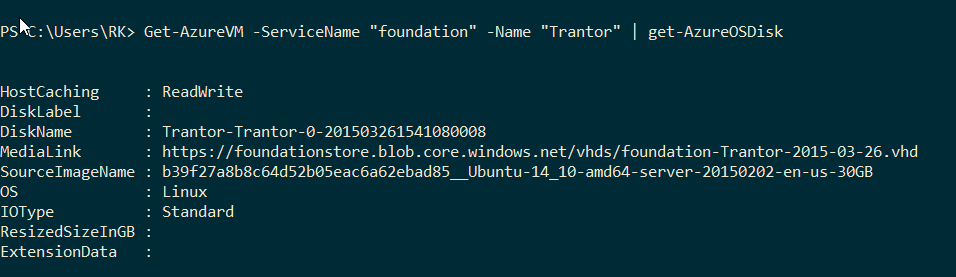 PS C:\Users\RK> Get-AzureVM -ServiceName "foundation" -Name "Trantor" | get-AzureOSDisk
HostCaching : ReadWrite
DiskLabel :
DiskName : Trantor-Trantor-0-201503261541080008
MediaLink : https://foundationstore.blob.core.windows.net/vhds/foundation-Trantor-2015-03-26.vhd
SourceImageName : b39f27a8b8c64d52b05eac6a62ebad85__Ubuntu-14_10-amd64-server-20150202-en-us-30GB
OS : Linux
IOType : Standard
ResizedSizeInGB :
ExtensionData :